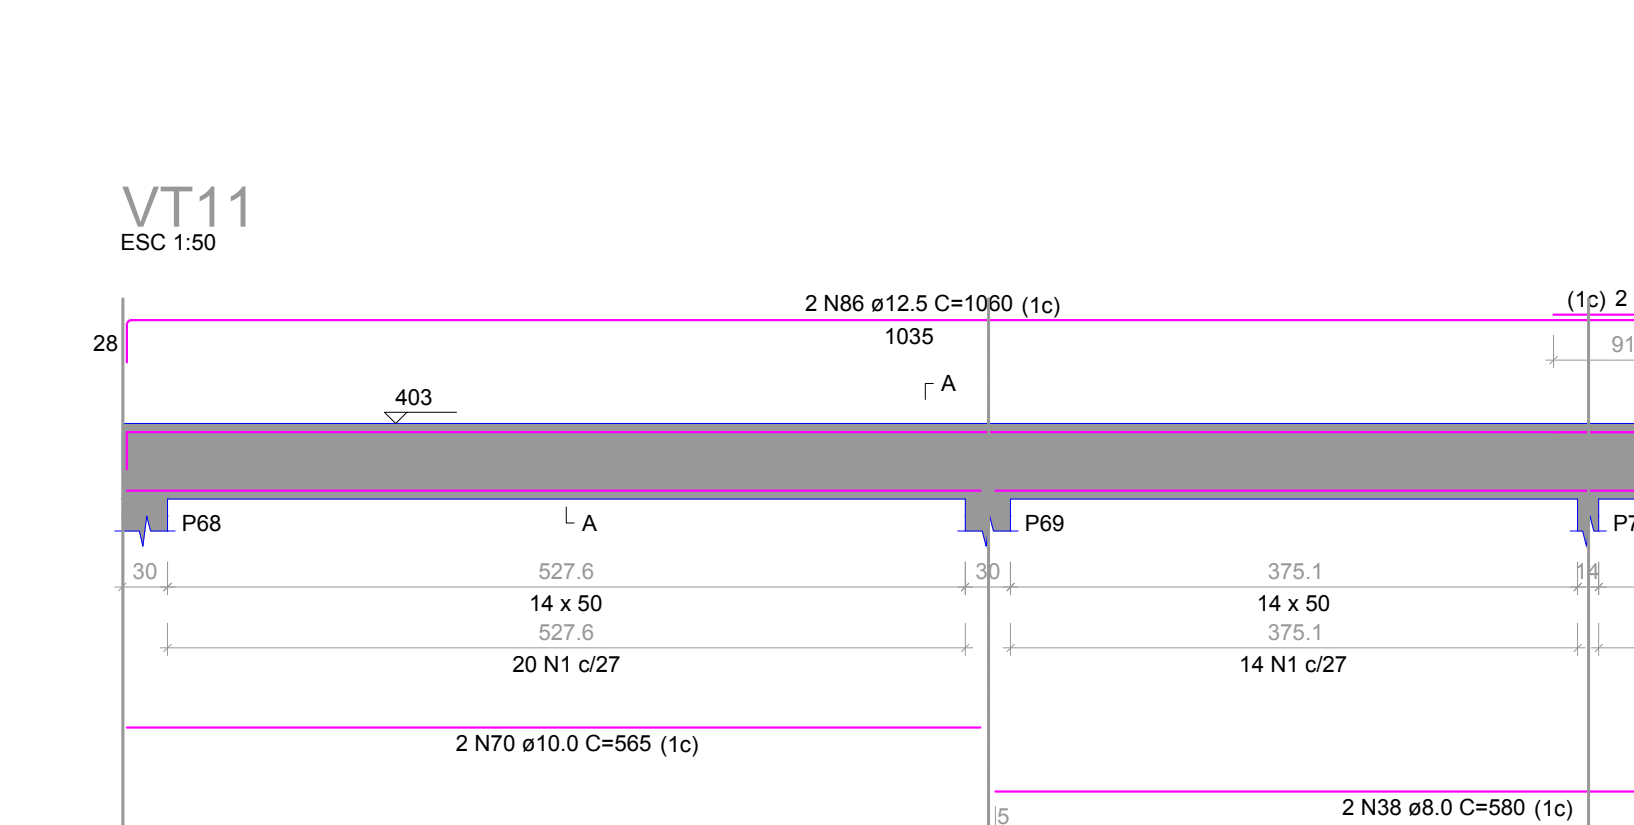 VT11
ESC 1:50
2 N86 ø12.5 C=1060 (1c)
(1c) 2
28
1035
91
A
403
P68
A
P69
P7
30
527.6
30
375.1
14
14 x 50
14 x 50
527.6
375.1
20 N1 c/27
14 N1 c/27
2 N70 ø10.0 C=565 (1c)
2 N38 ø8.0 C=580 (1c)
5